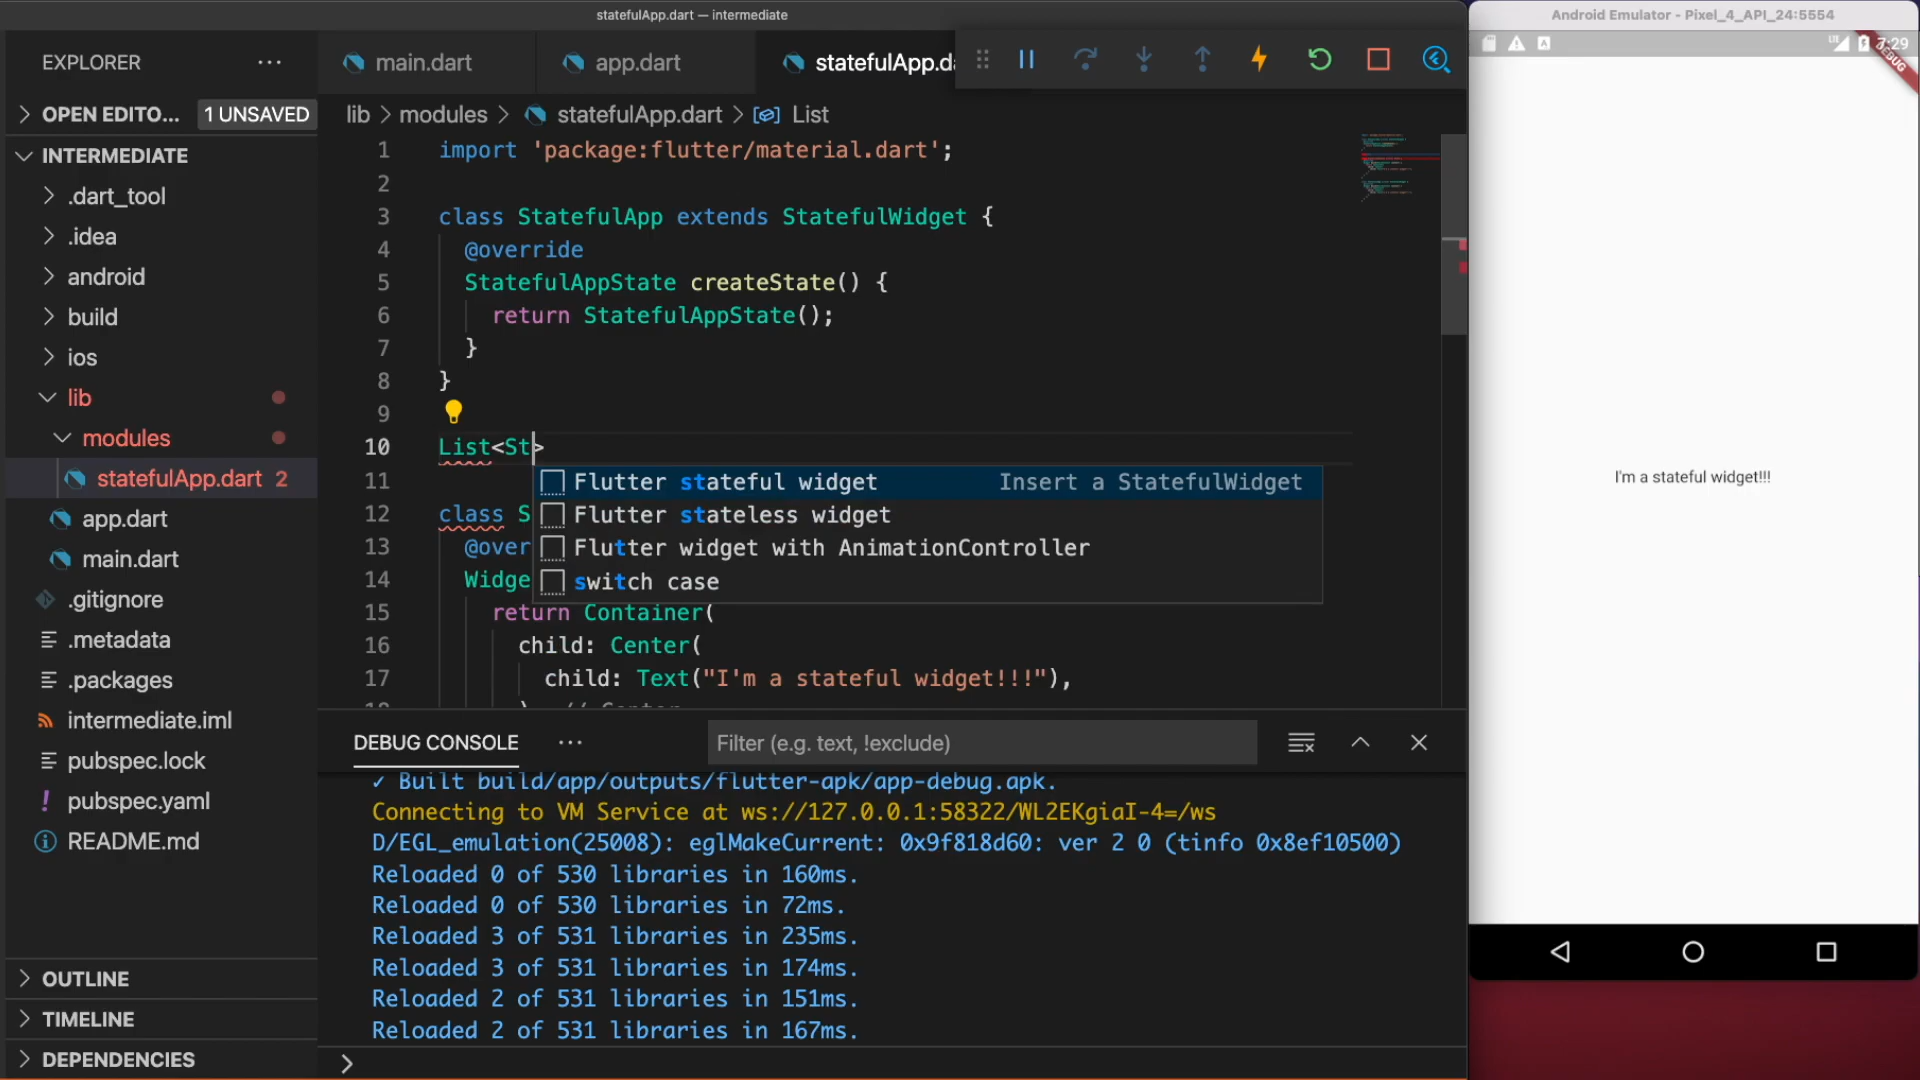 statefulApp.dart — intermediate
EXPLORER
OPEN EDITO...
1 UNSAVED
INTERMEDIATE
.dart_tool
.idea
android
build
ios
lib
modules
statefulApp.dart 2
app.dart
main.dart
.gitignore
.metadata
.packages
intermediate.iml
pubspec.lock
pubspec.yaml
README.md
OUTLINE
TIMELINE
DEPENDENCIES
main.dart
app.dart
statefulApp.da
lib > modules > statefulApp.dart > List
1 import 'package:flutter/material.dart';
2
3 class StatefulApp extends StatefulWidget {
4 @override
5 StatefulAppState createState() {
6 return StatefulAppState();
7 }
8 }
9
10 List<St>
11
12 class S
13 @over
14 Widge
15 return Container(
16 child: Center(
17 child: Text("I'm a stateful widget!!!"),
18 ) // Center
Flutter stateful widget Insert a StatefulWidget
Flutter stateless widget
Flutter widget with AnimationController
switch case
DEBUG CONSOLE
Filter (e.g. text, !exclude)
✓ Built build/app/outputs/flutter-apk/app-debug.apk.
Connecting to VM Service at ws://127.0.0.1:58322/WL2EKgiaI-4=/ws
D/EGL_emulation(25008): eglMakeCurrent: 0x9f818d60: ver 2 0 (tinfo 0x8ef10500)
Reloaded 0 of 530 libraries in 160ms.
Reloaded 0 of 530 libraries in 72ms.
Reloaded 3 of 531 libraries in 235ms.
Reloaded 3 of 531 libraries in 174ms.
Reloaded 2 of 531 libraries in 151ms.
Reloaded 2 of 531 libraries in 167ms.
Android Emulator - Pixel_4_API_24:5554
LTE
7:29
DEBUG
I'm a stateful widget!!!